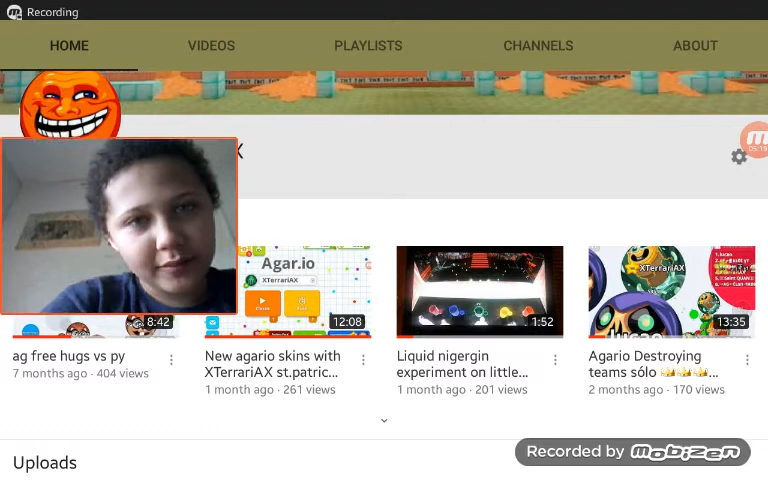 Recording
HOME VIDEOS PLAYLISTS CHANNELS ABOUT
X
05:19
Agar.io
XTerrariAX
XTerrariAX
8:42
12:08
1:52
13:35
ag free hugs vs py
7 months ago · 404 views
New agario skins with
XTerrariAX st.patric...
1 month ago · 261 views
Liquid nigergin
experiment on little...
1 month ago · 201 views
Agario Destroying
teams sólo 👑👑👑...
2 months ago · 170 views
Uploads
Recorded by mobizen